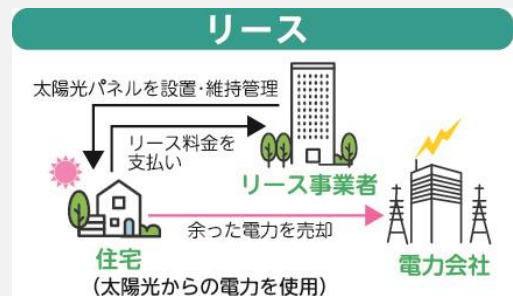 リース
太陽光パネルを設置・維持管理
リース料金を
支払い
リース事業者
余った電力を売却
住宅
電力会社
(太陽光からの電力を使用)